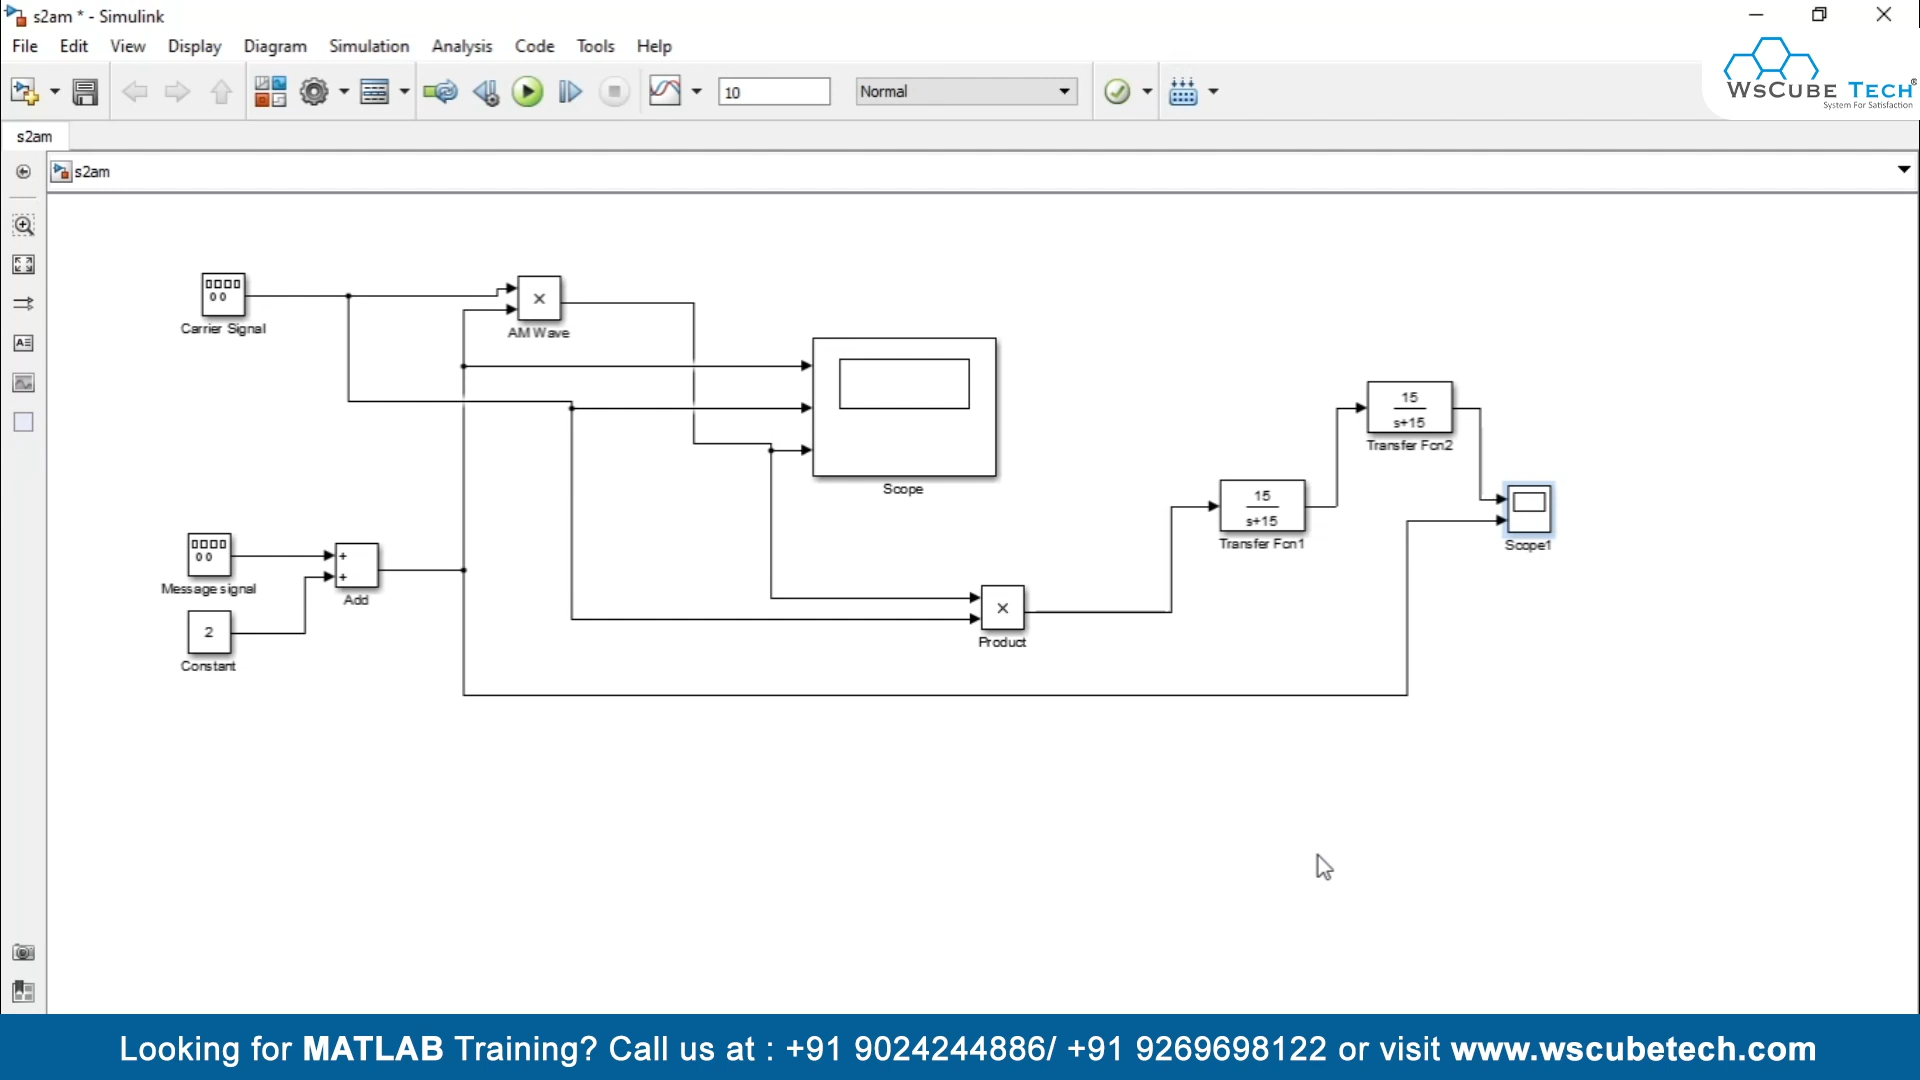 s2am * - Simulink
File Edit View Display Diagram Simulation Analysis Code Tools Help
10
Normal
WsCube Tech®
System For Satisfaction
s2am
s2am
Carrier Signal
×
AM Wave
Scope
15
s+15
Transfer Fcn2
15
s+15
Transfer Fcn1
Scope1
Message signal
+
+
Add
2
Constant
×
Product
Looking for MATLAB Training? Call us at : +91 9024244886/ +91 9269698122 or visit www.wscubetech.com